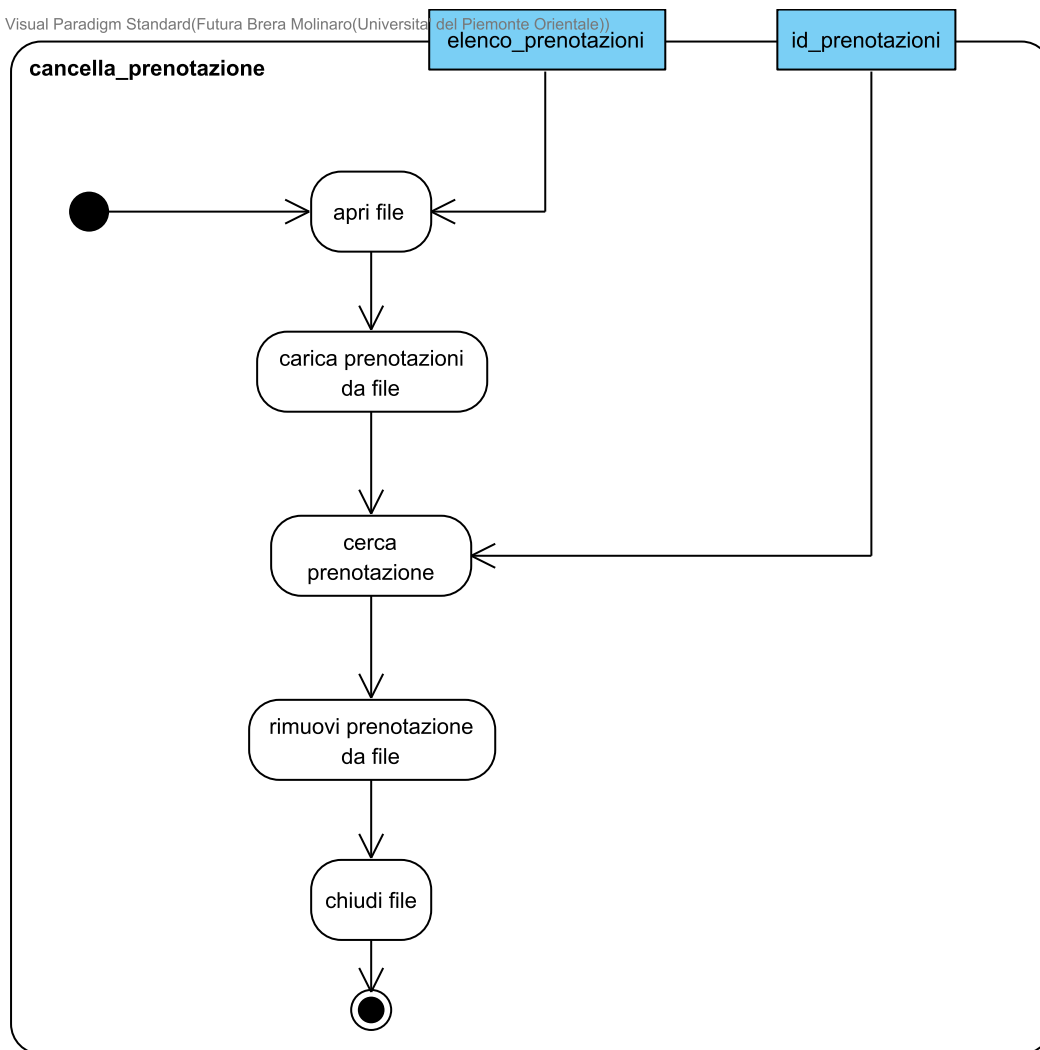 Visual Paradigm Standard(Futura Brera Molinaro(Universita' del Piemonte Orientale))
elenco_prenotazioni
id_prenotazioni
cancella_prenotazione
apri file
carica prenotazioni
da file
cerca
prenotazione
rimuovi prenotazione
da file
chiudi file